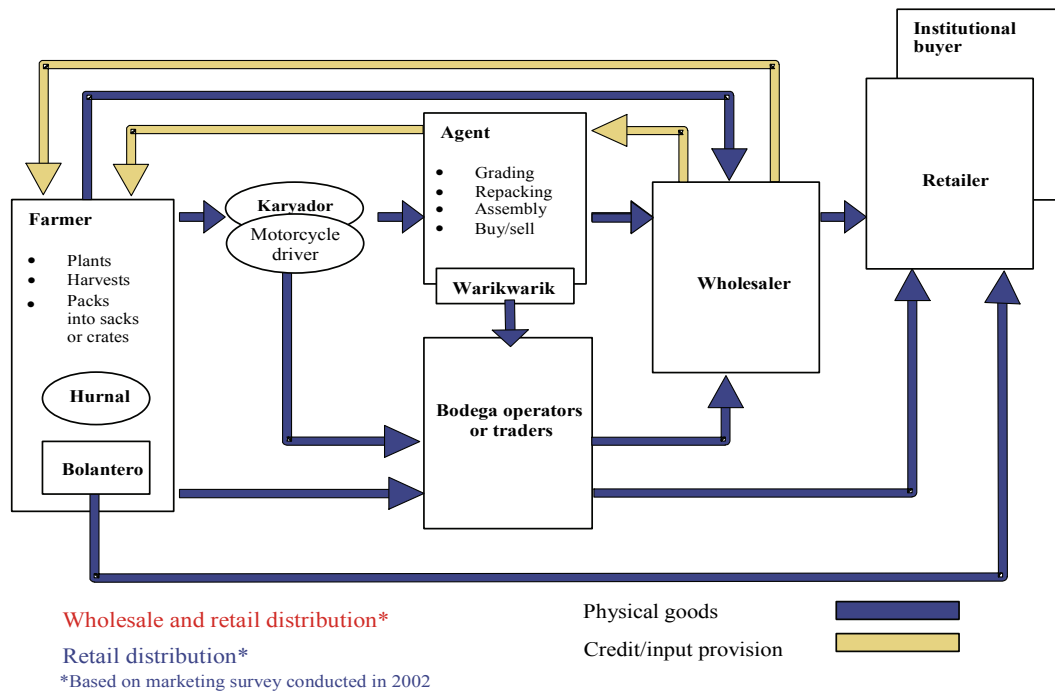 Institutional
buyer
Retailer
Agent
• Grading
• Repacking
• Assembly
• Buy/sell
Warikwarik
Farmer
• Plants
• Harvests
• Packs
into sacks
or crates
Hurnal
Bolantero
Karyador
Motorcycle
driver
Wholesaler
Bodega operators
or traders
Wholesale and retail distribution*
Retail distribution*
*Based on marketing survey conducted in 2002
Physical goods
Credit/input provision